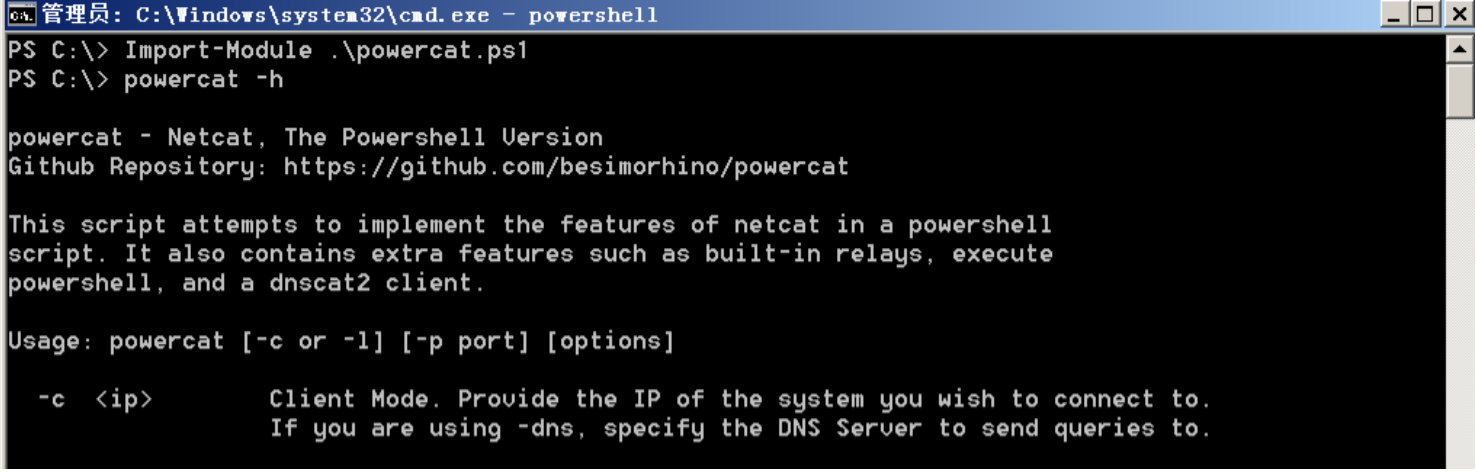 管理员: C:\Windows\system32\cmd.exe - powershell
PS C:\> Import-Module .\powercat.ps1
PS C:\> powercat -h
powercat - Netcat, The Powershell Version
Github Repository: https://github.com/besimorhino/powercat
This script attempts to implement the features of netcat in a powershell
script. It also contains extra features such as built-in relays, execute
powershell, and a dnscat2 client.
Usage: powercat [-c or -l] [-p port] [options]
-c <ip> Client Mode. Provide the IP of the system you wish to connect to.
If you are using -dns, specify the DNS Server to send queries to.